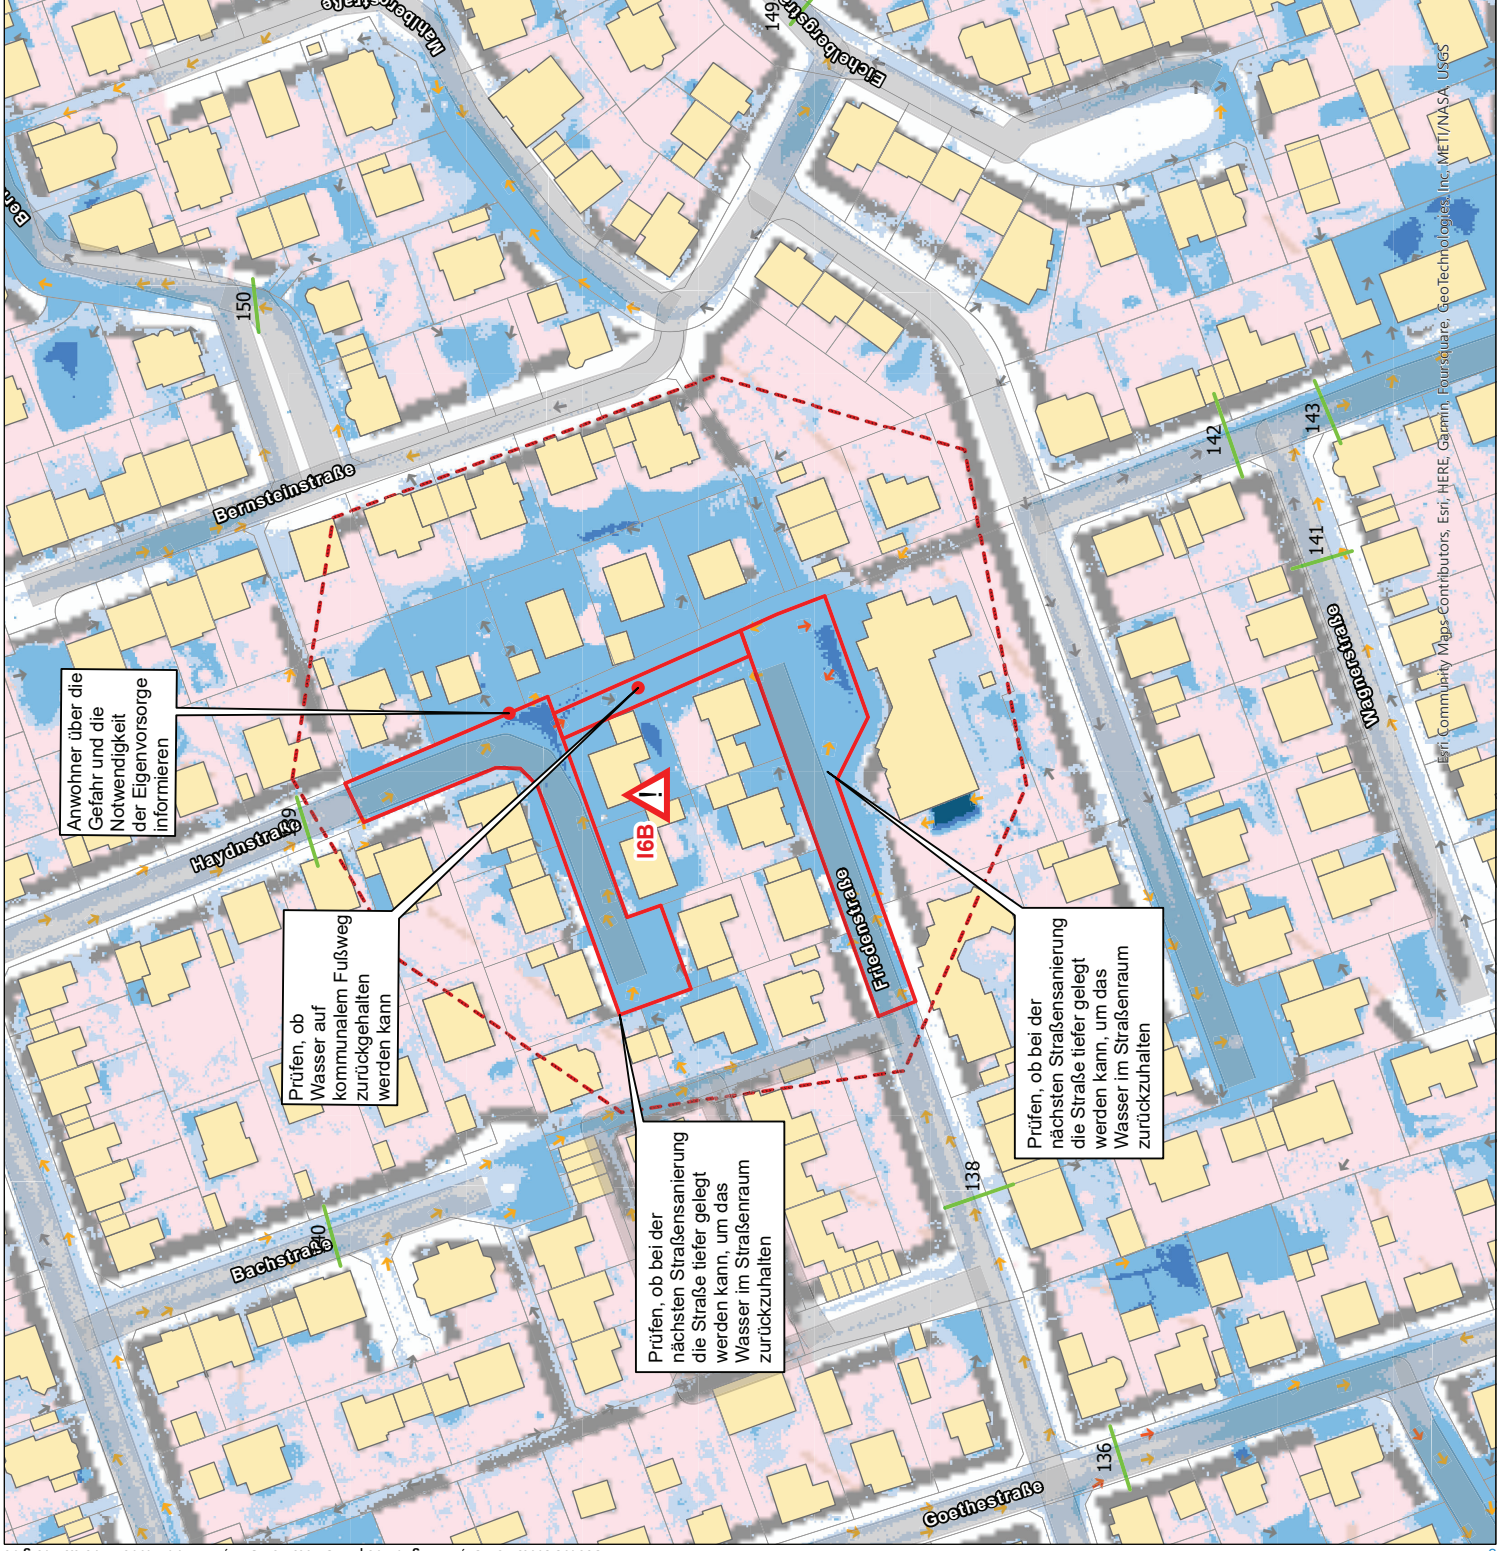 Anwohner über die
Gefahr und die
Notwendigkeit
der Eigenvorsorge
informieren
Prüfen, ob
Wasser auf
kommunalem Fußweg
zurückgehalten
werden kann
Prüfen, ob bei der
nächsten Straßensanierung
die Straße tiefer gelegt
werden kann, um das
Wasser im Straßenraum
zurückzuhalten
Prüfen, ob bei der
nächsten Straßensanierung
die Straße tiefer gelegt
werden kann, um das
Wasser im Straßenraum
zurückzuhalten
I6B
!
Haydnstraße
Bernsteinstraße
Bachstraße
Friedenstraße
Goethestraße
Wagnerstraße
Eichelbergstra
Mahlbergstraße
Ber
149
150
142
143
141
138
136
Esri Community Maps Contributors, Esri, HERE, Garmin, Foursquare, GeoTechnologies, Inc, METI/NASA, USGS